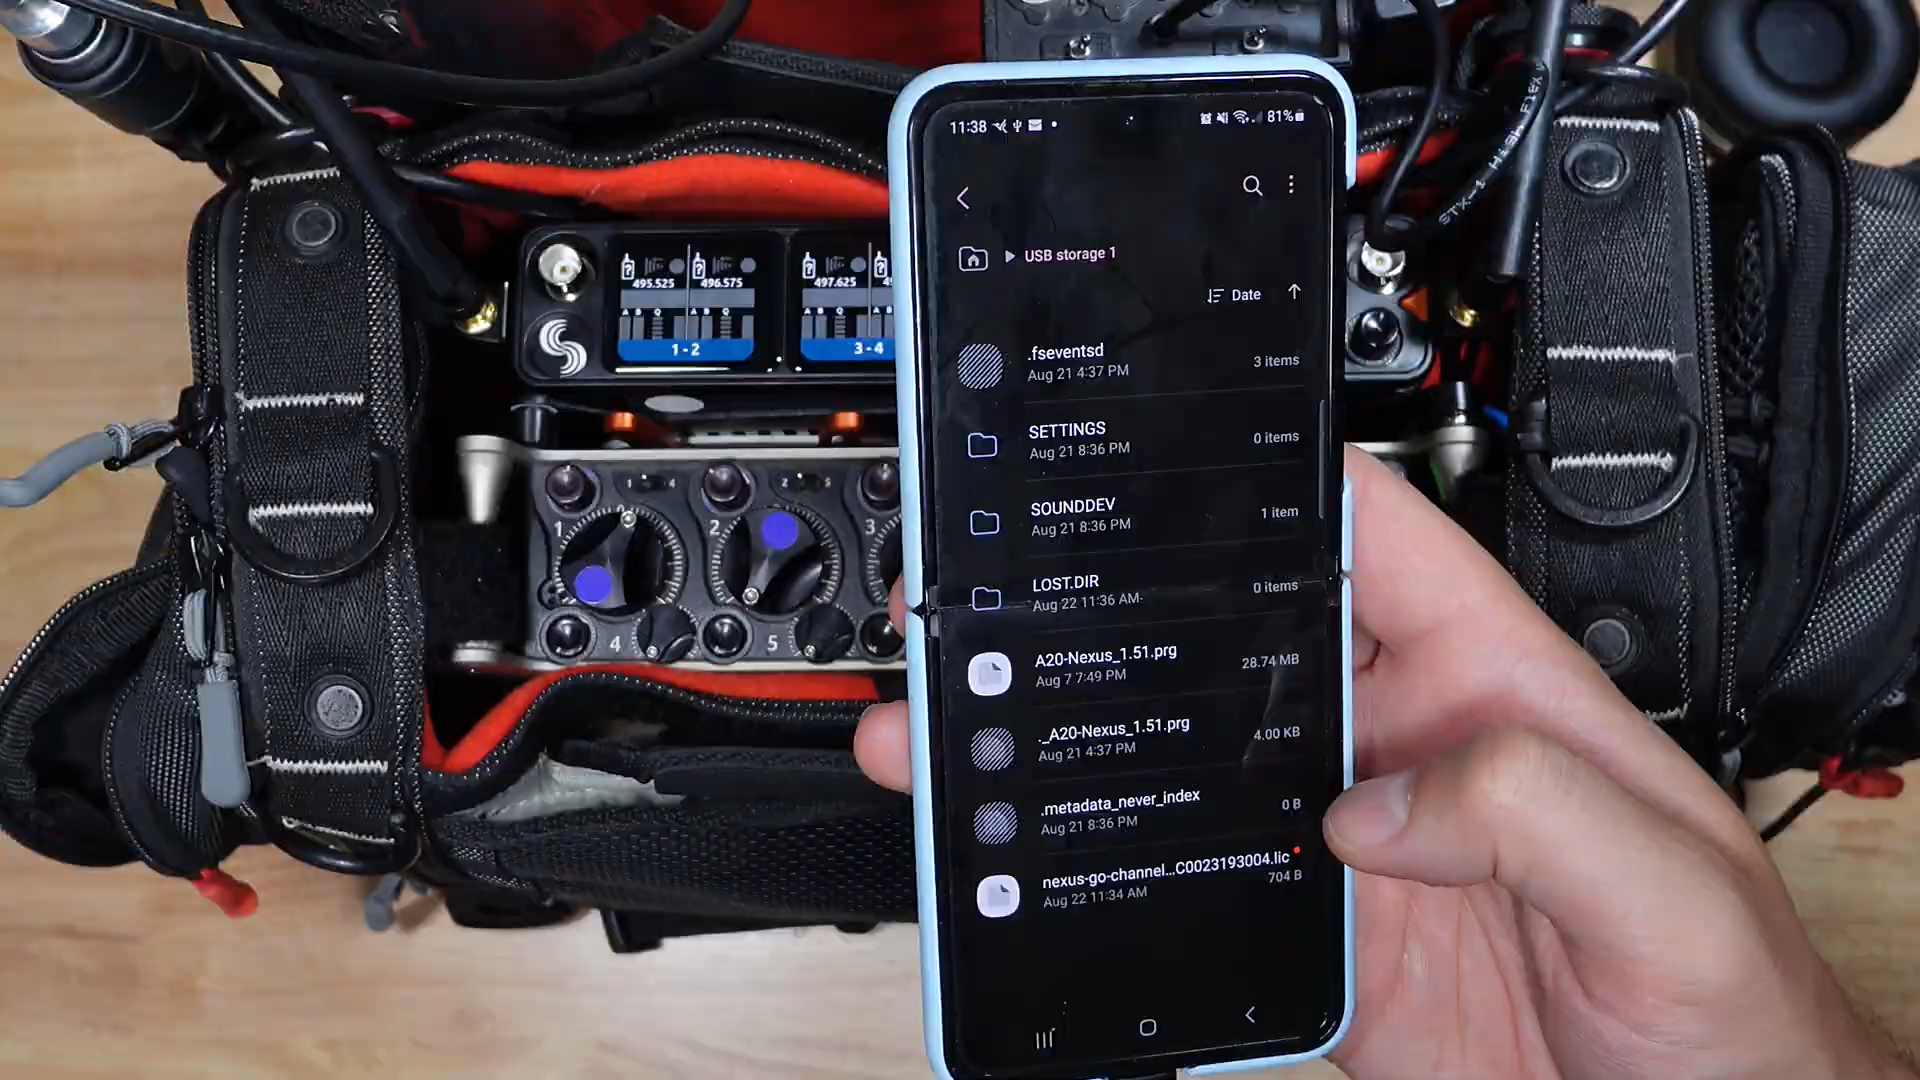 11:38
81%
USB storage 1
Date
.fseventsd
3 items
Aug 21 4:37 PM
SETTINGS
0 items
Aug 21 8:36 PM
SOUNDDEV
1 item
Aug 21 8:36 PM
LOST.DIR
0 items
Aug 22 11:36 AM
A20-Nexus_1.51.prg
28.74 MB
Aug 7 7:49 PM
._A20-Nexus_1.51.prg
4.00 KB
Aug 21 4:37 PM
.metadata_never_index
0 B
Aug 21 8:36 PM
nexus-go-channel...C0023193004.lic
704 B
Aug 22 11:34 AM
495.525 496.575
A B Q A B Q
1-2
497.625
A B Q A
3-4
1 2 3
4 5
STX-1 High Flex